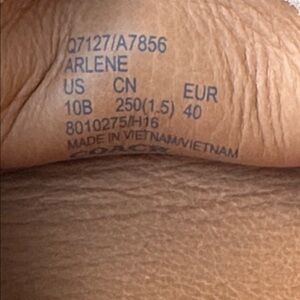 Q7127/A7856
ARLENE
US CN EUR
10B 250(1.5) 40
8010275/H16
MADE IN VIETNAM/VIETNAM
COACH